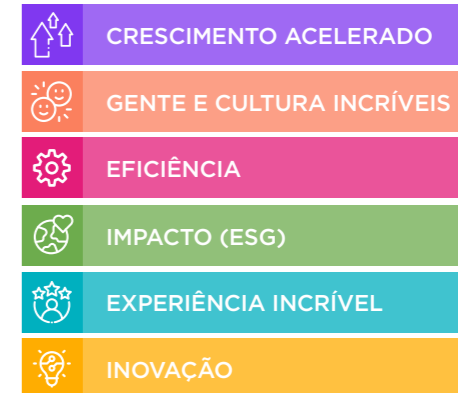 CRESCIMENTO ACELERADO
GENTE E CULTURA INCRÍVEIS
EFICIÊNCIA
IMPACTO (ESG)
EXPERIÊNCIA INCRÍVEL
INOVAÇÃO